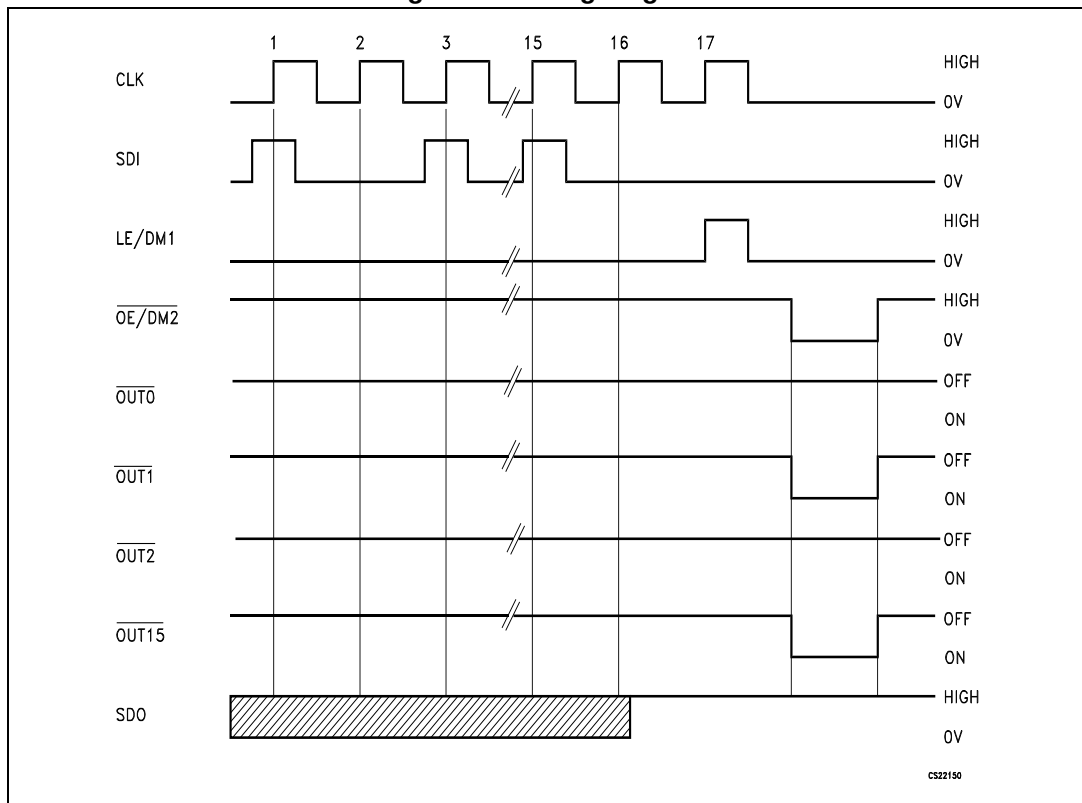 1 2 3 15 16 17
CLK HIGH
0V
SDI HIGH
0V
LE/DM1 HIGH
0V
OE/DM2 HIGH
0V
OUT0 OFF
ON
OUT1 OFF
ON
OUT2 OFF
ON
OUT15 OFF
ON
SDO HIGH
0V
CS22150